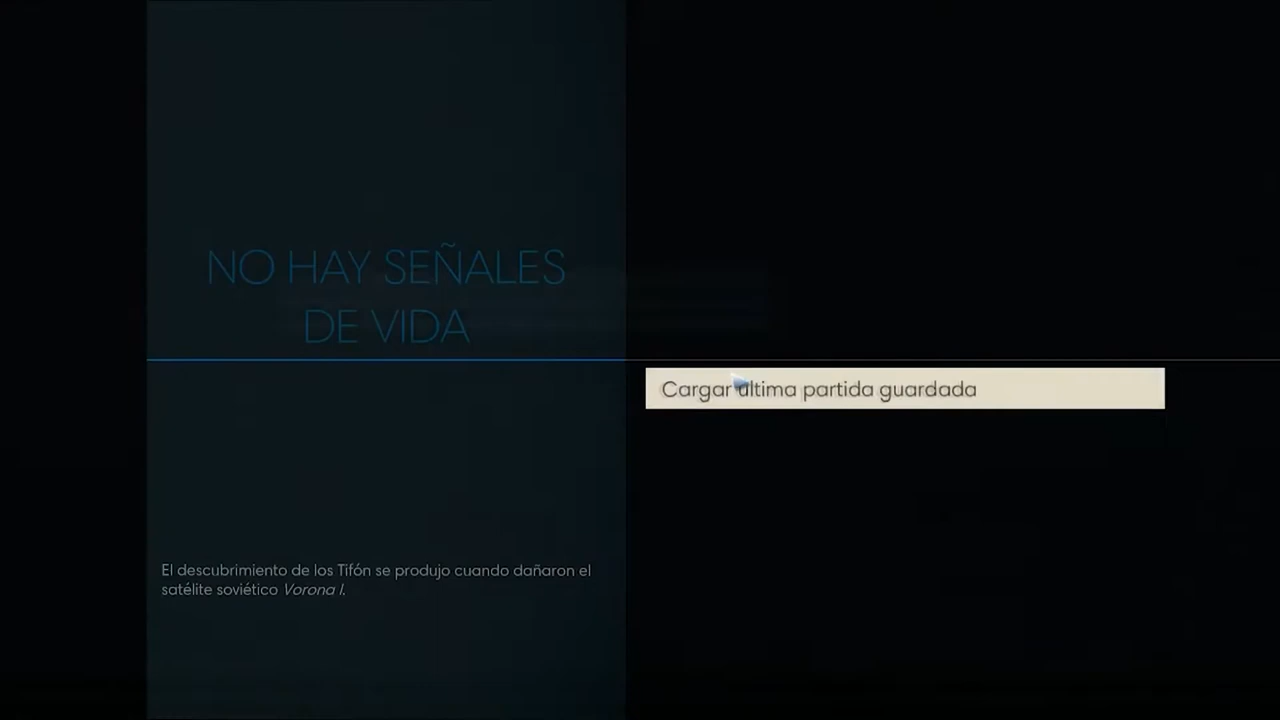 NO HAY SEÑALES
DE VIDA
Cargar última partida guardada
El descubrimiento de los Tifón se produjo cuando dañaron el
satélite soviético Vorona I.